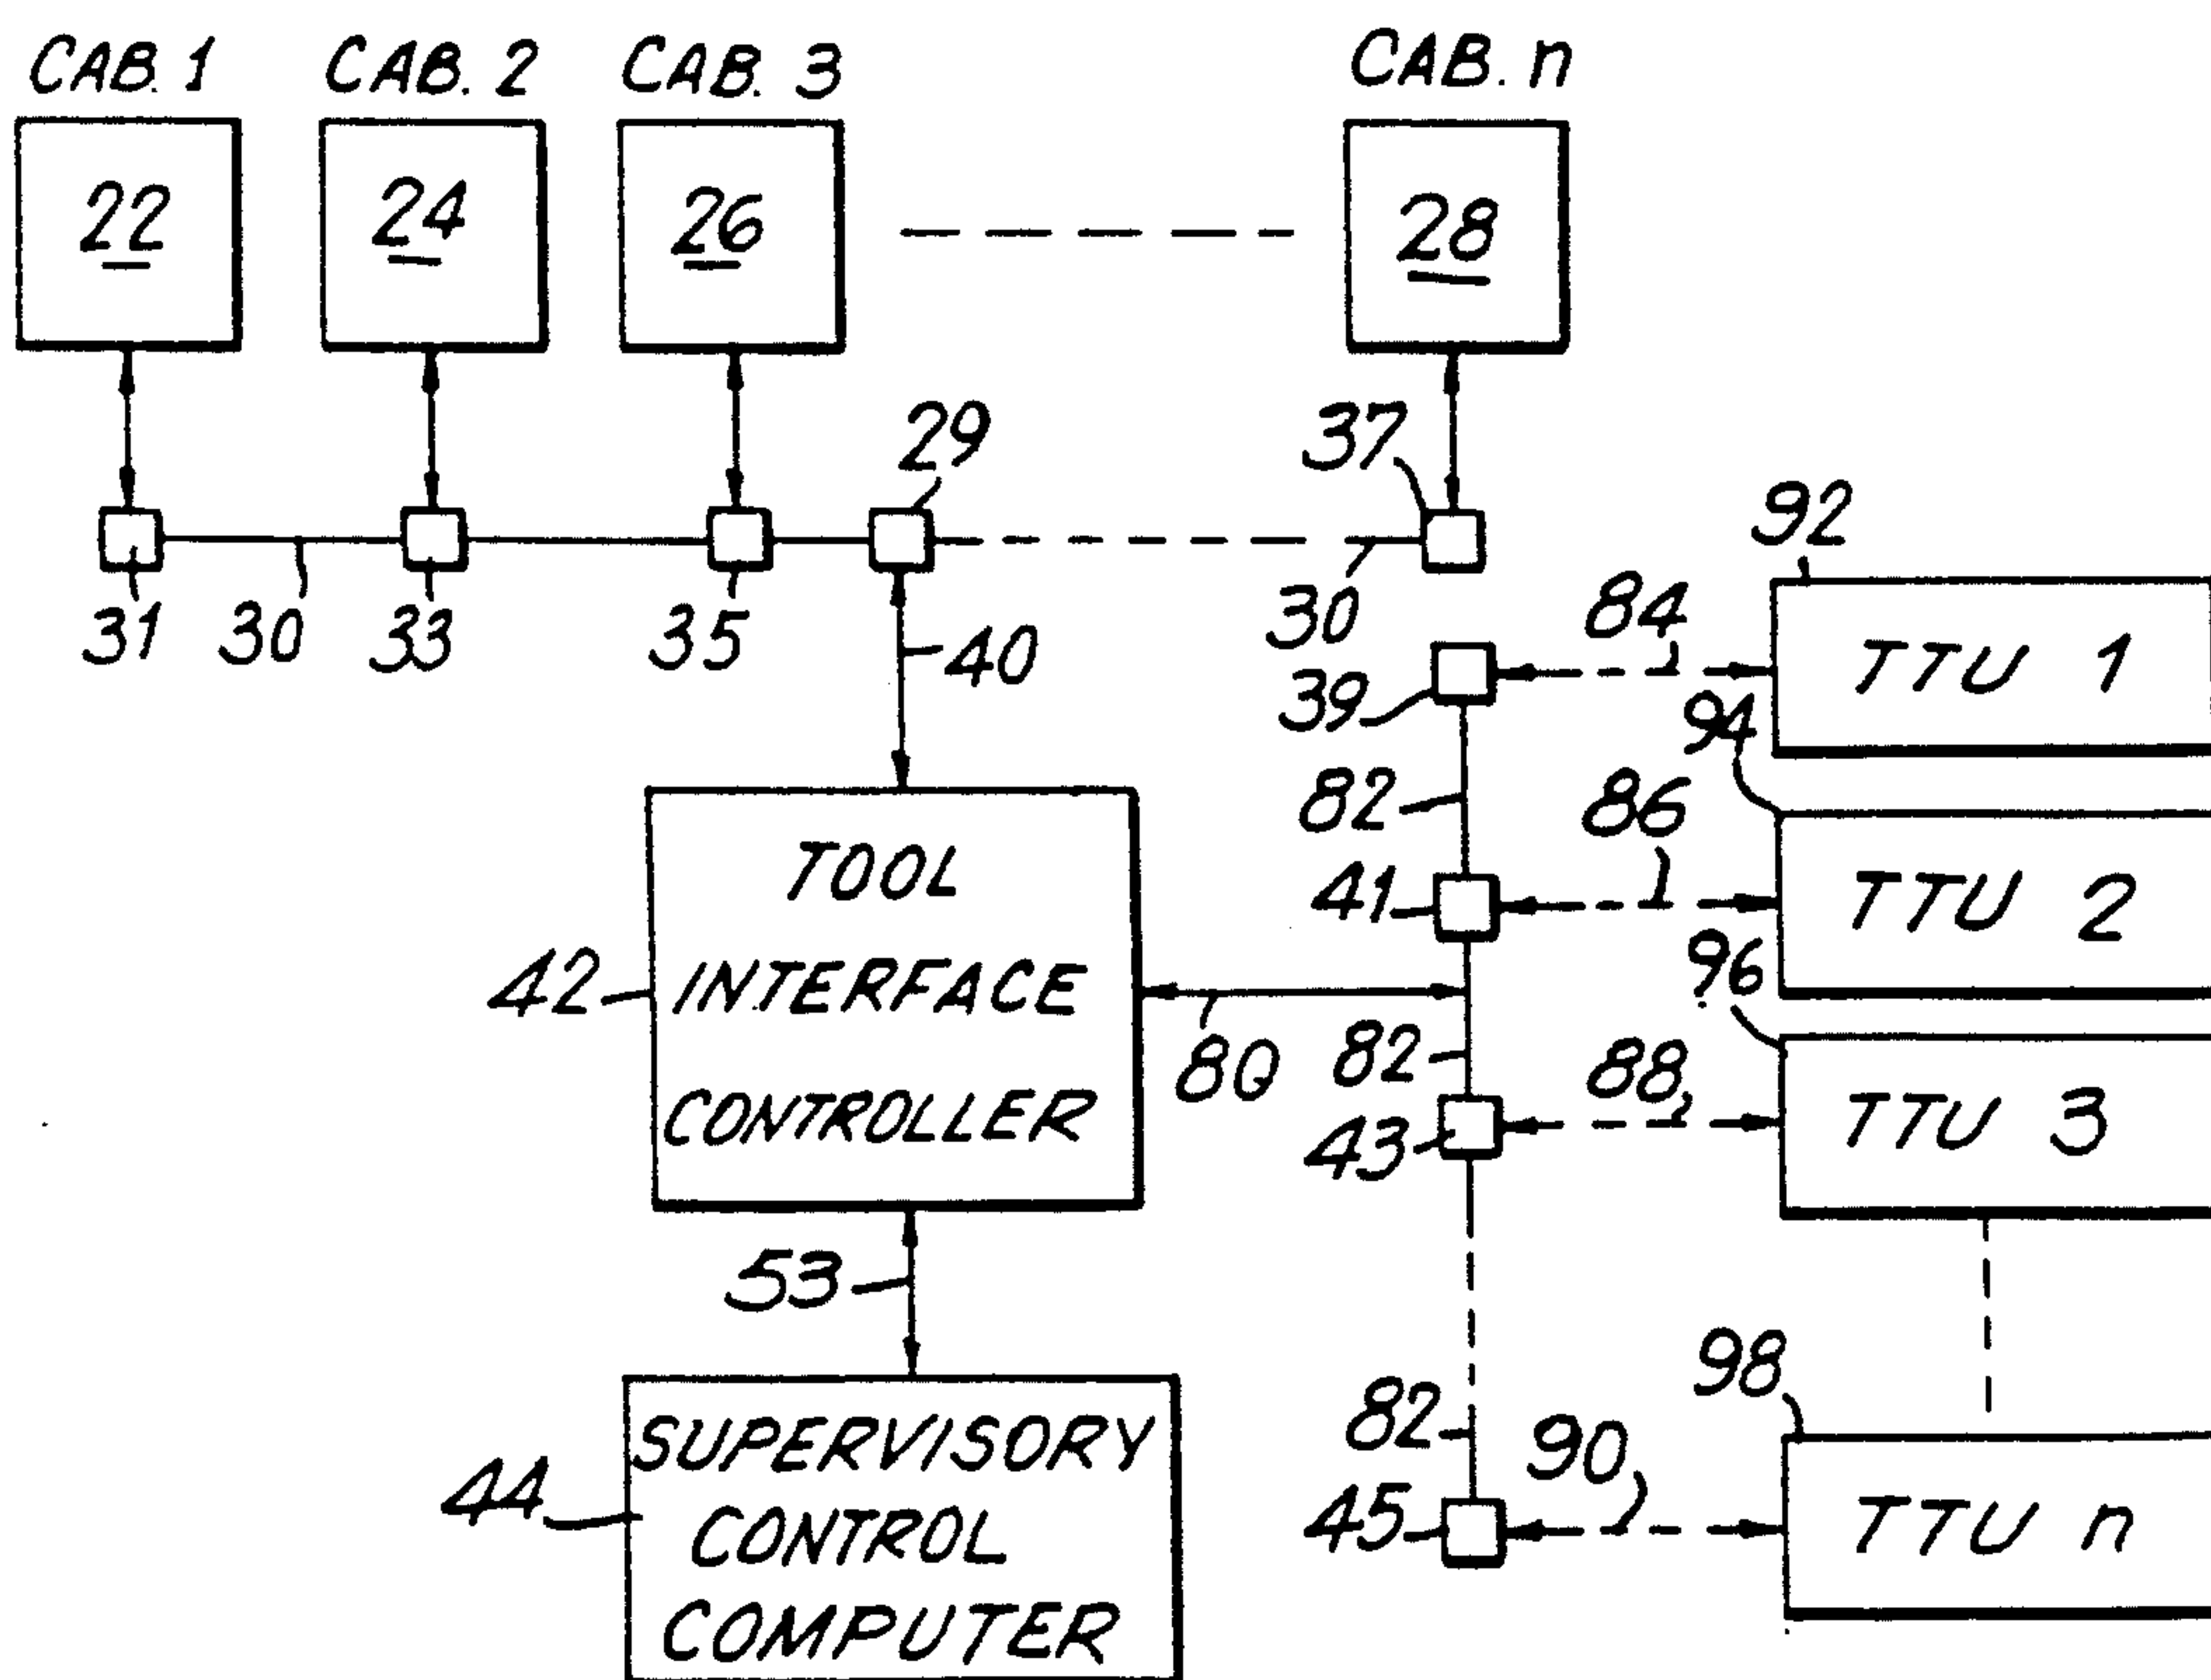 CAB. 1 CAB. 2 CAB. 3 CAB. n
22 24 26 28
29 37
92
31 30 33 35 40 30 84
39 TTU 1
94
82 86
TOOL
41 TTU 2
42 INTERFACE 96
80 82 88
CONTROLLER 43 TTU 3
53
98
82 90
SUPERVISORY
44 CONTROL 45 TTU n
COMPUTER